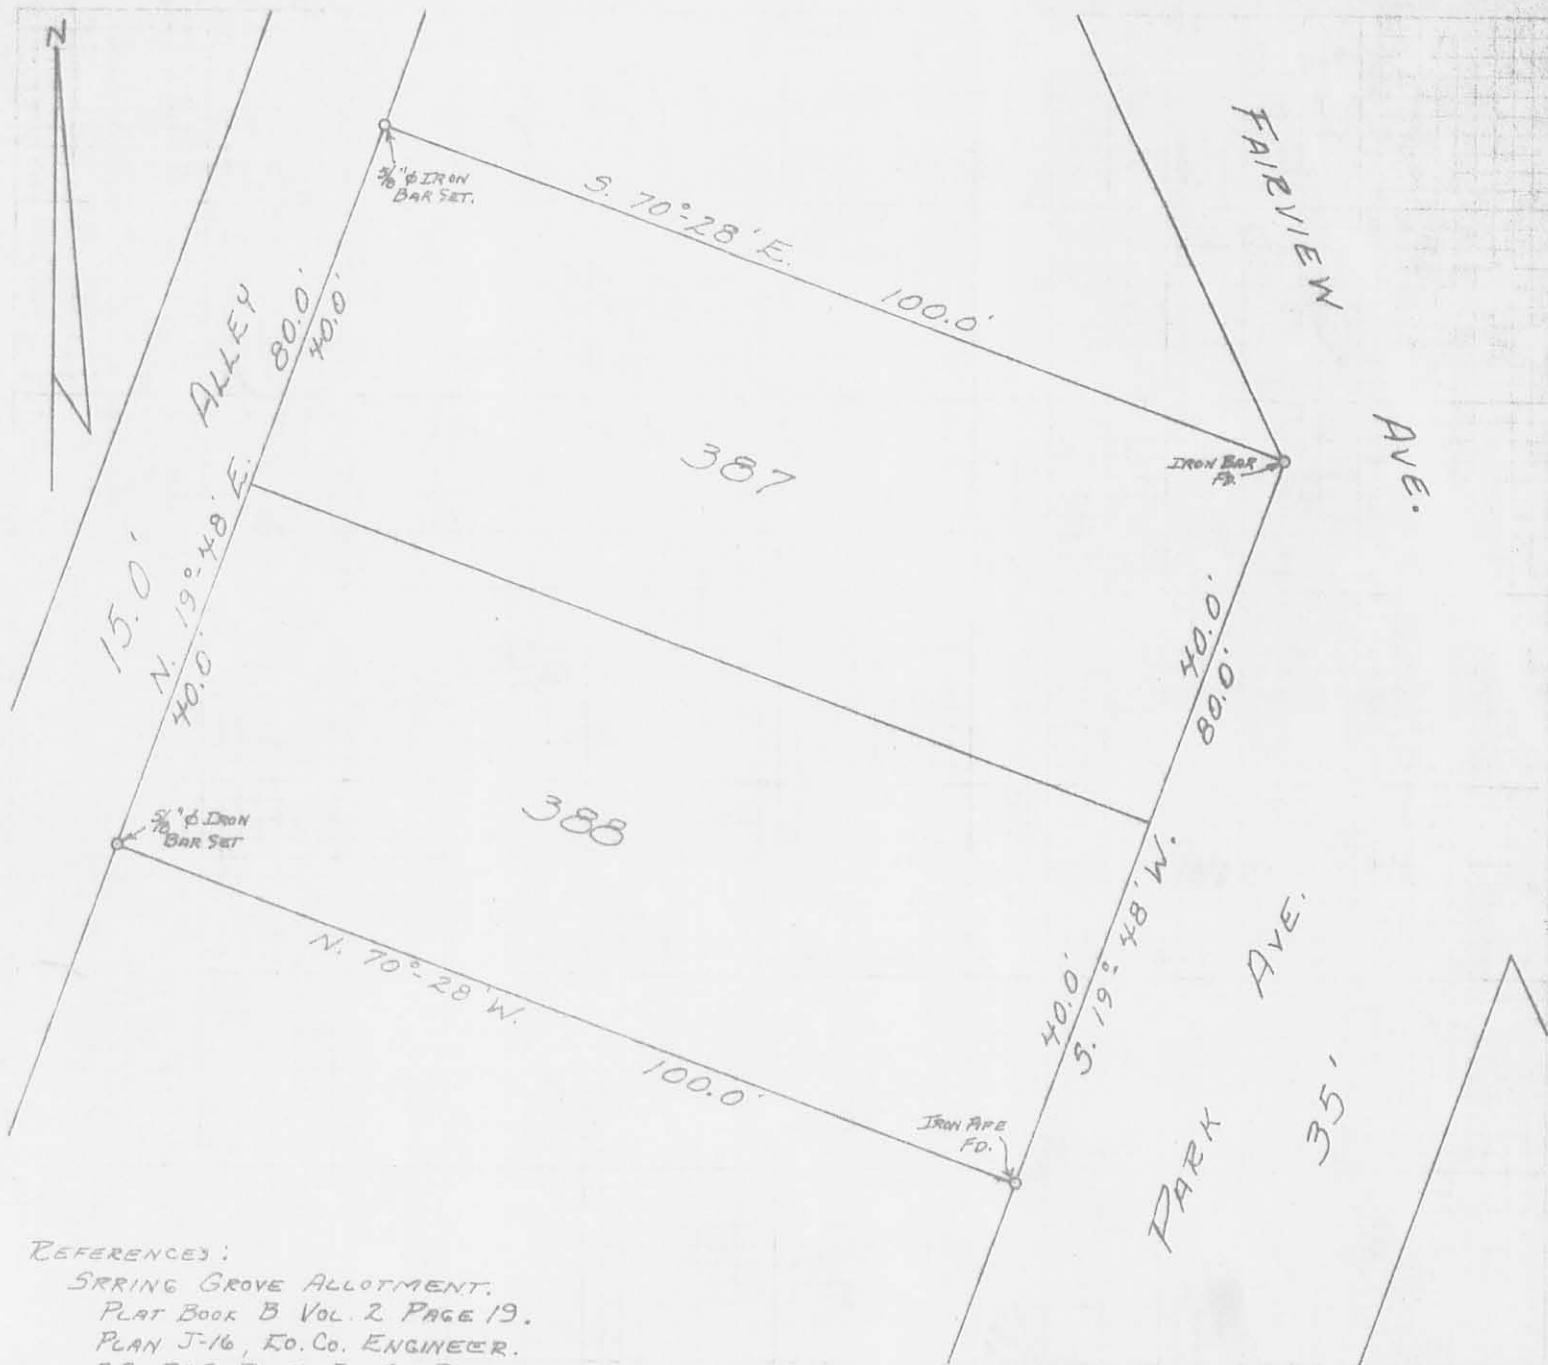 N
5/8" ϕ IRON
BAR SET.
S. 70°-28' E.
100.0'
FAIRVIEW
AVE.
15.0'
ALLEY
80.0'
40.0'
N. 19°-48' E.
40.0'
387
IRON BAR
FD.
40.0'
80.0'
5/8" ϕ IRON
BAR SET
388
N. 70°-28' W.
100.0'
40.0'
S. 19°-48' W.
IRON PIPE
FD.
PARK
AVE.
35'
REFERENCES:
SPRING GROVE ALLOTMENT.
PLAT BOOK B VOL. 2 PAGE 19.
PLAN J-16, Co. ENGINEER.